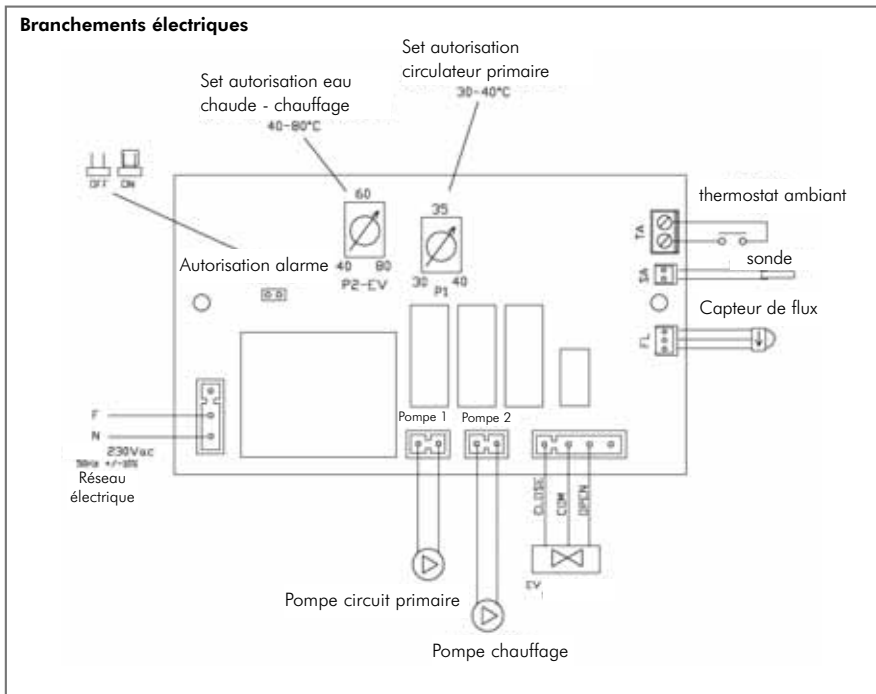 Branchements électriques
Set autorisation
circulateur primaire
30-40°C
Set autorisation eau
chaude - chauffage
40-80°C
OFF ON
60
35
thermostat ambiant
TA
Autorisation alarme
40 80
P2-EV
30 40
P1
sonde
SA
Capteur de flux
FL
F
N
230Vac
50Hz +/-10%
Réseau
électrique
Pompe 1
Pompe 2
CLOSE
COM
OPEN
EV
Pompe circuit primaire
Pompe chauffage